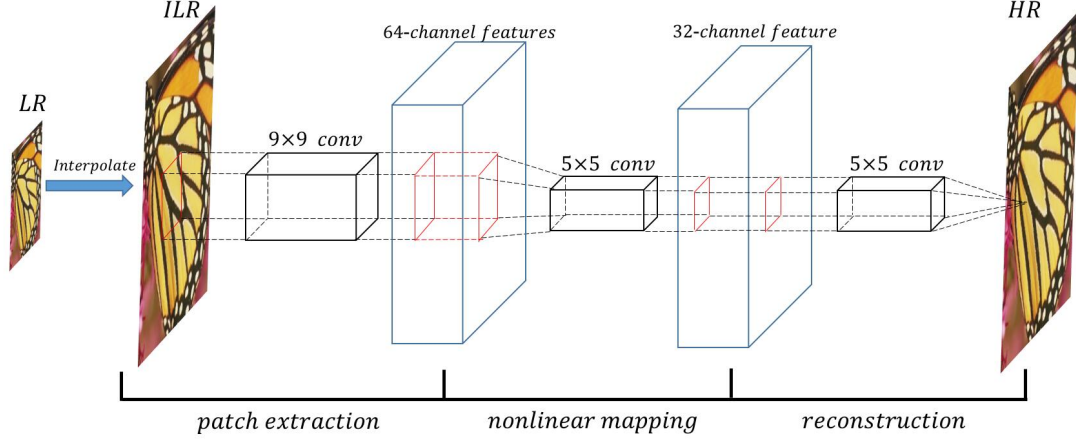 ILR
HR
64-channel features
32-channel feature
LR
9×9 conv
Interpolate
5×5 conv
5×5 conv
patch extraction
nonlinear mapping
reconstruction